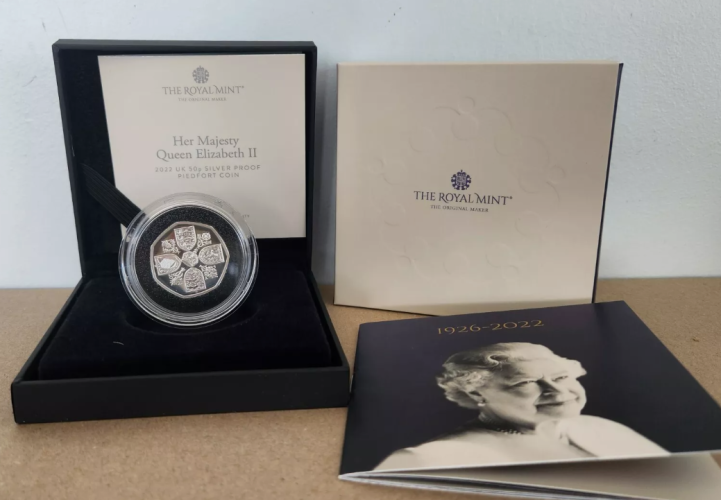 THE ROYAL MINT™
THE ORIGINAL MAKER
Her Majesty
Queen Elizabeth II
2022 UK 50p SILVER PROOF
PIEDFORT COIN
THE ROYAL MINT®
THE ORIGINAL MAKER
1926-2022